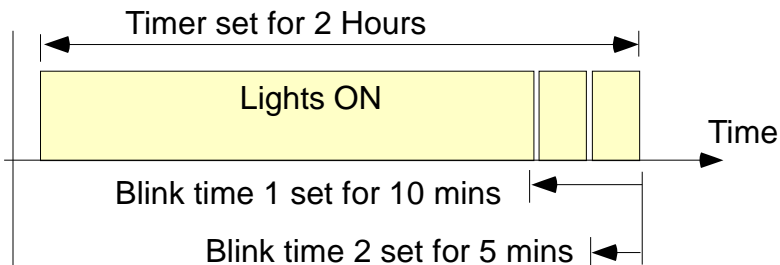 Timer set for 2 Hours
Lights ON
Time
Blink time 1 set for 10 mins
Blink time 2 set for 5 mins